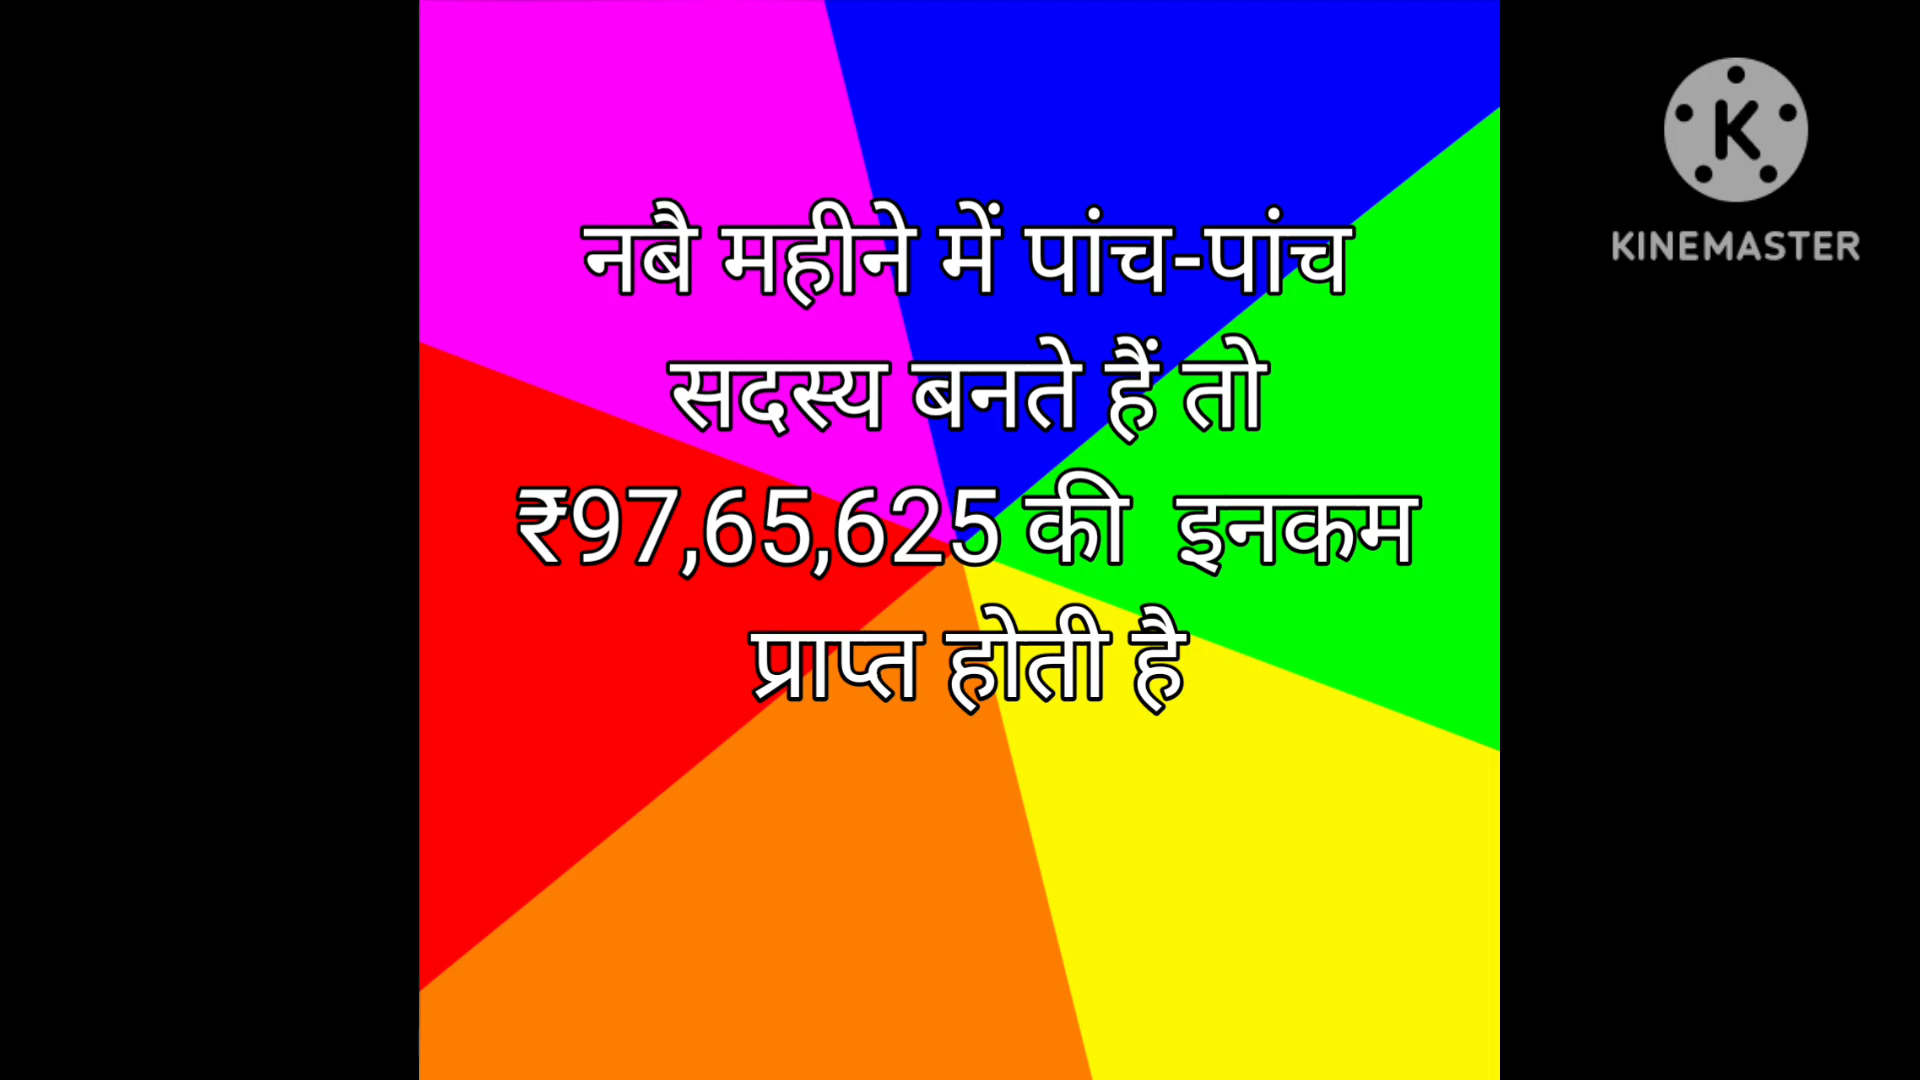 नबै महीने में पांच-पांच
सदस्य बनते हैं तो
₹97,65,625 की इनकम
प्राप्त होती है
KINEMASTER